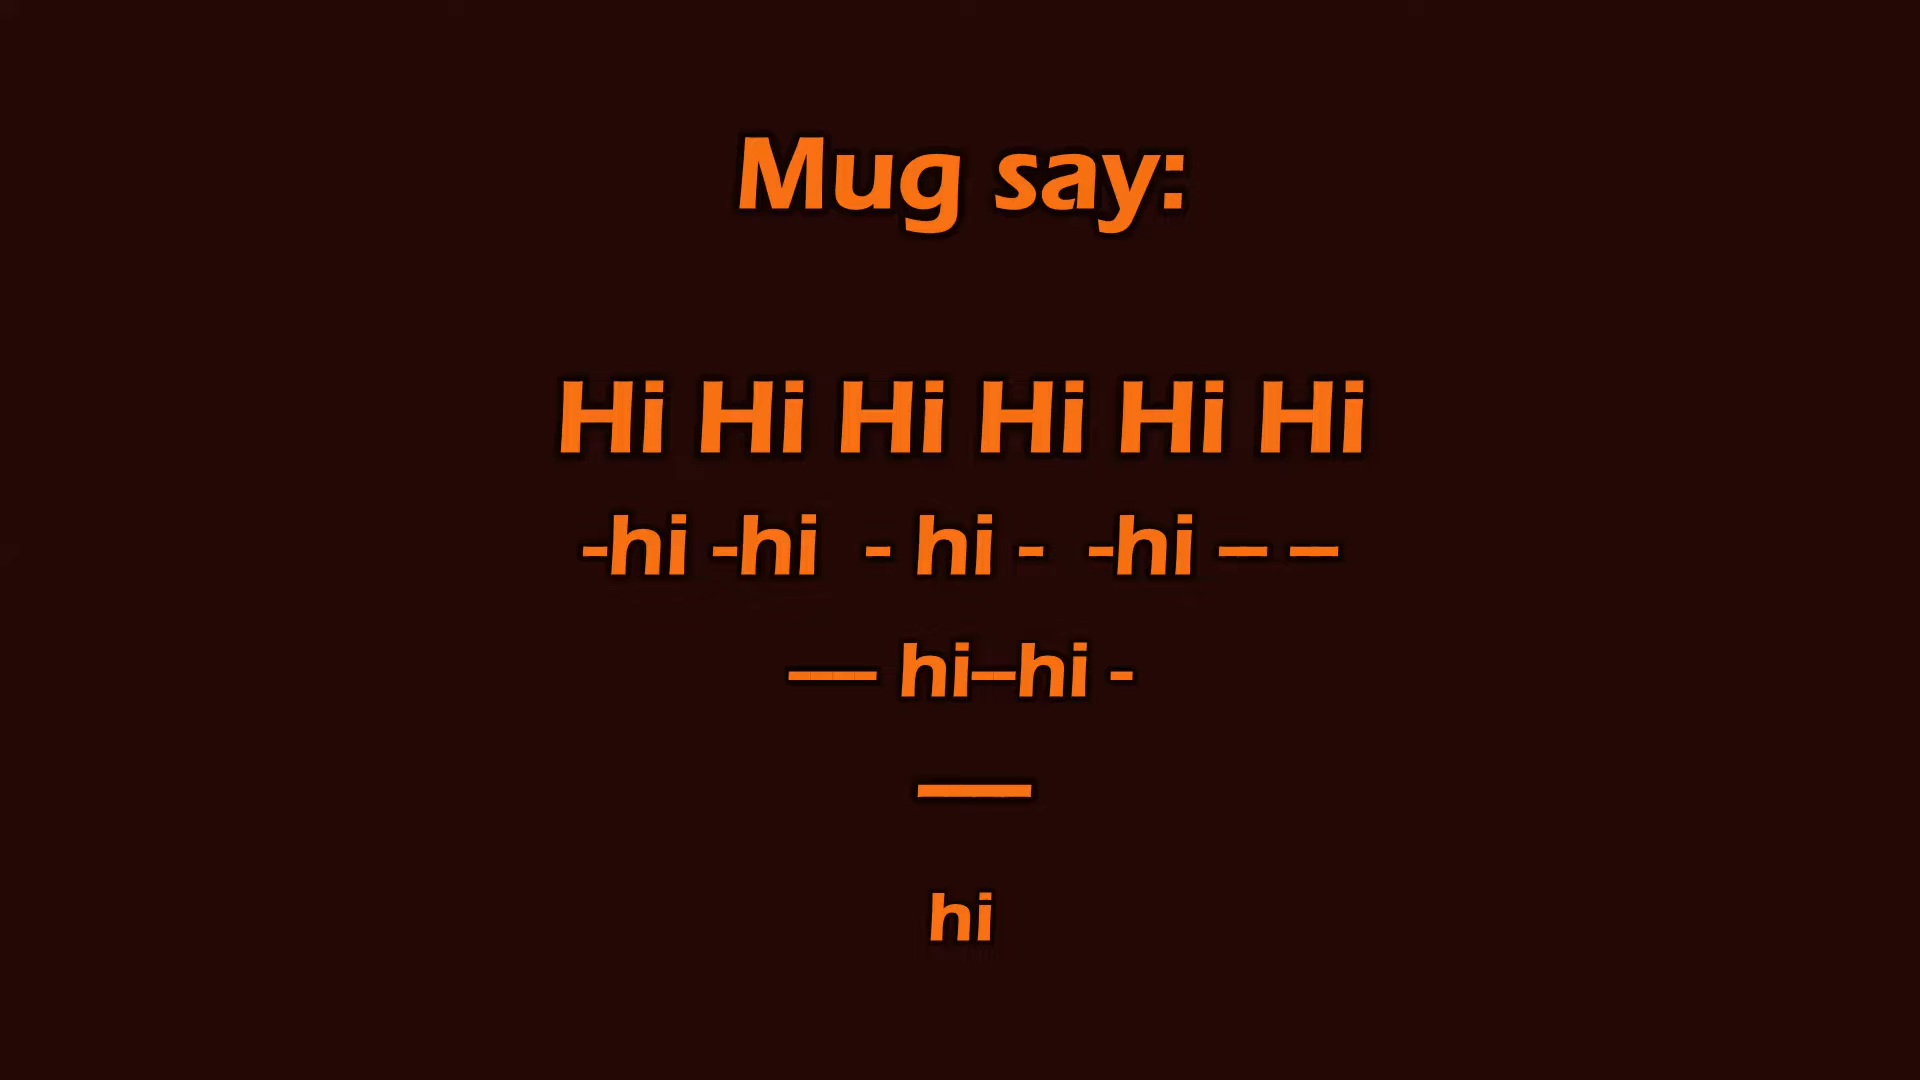 Mug say:
Hi Hi Hi Hi Hi Hi
-hi -hi  - hi -  -hi -- --
---- hi--hi -
-----
hi